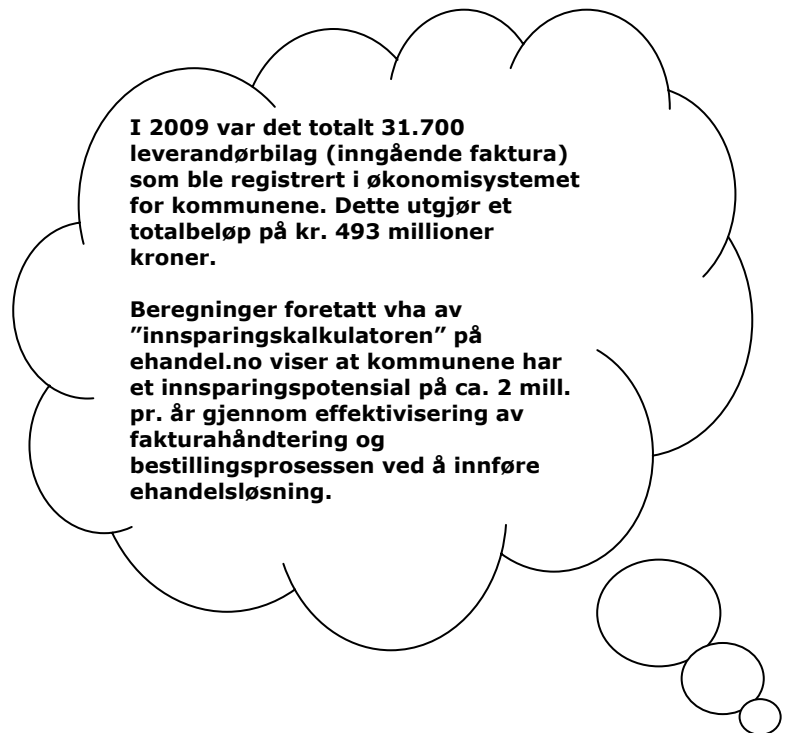 I 2009 var det totalt 31.700
leverandørbilag (inngående faktura)
som ble registrert i økonomisystemet
for kommunene. Dette utgjør et
totalbeløp på kr. 493 millioner
kroner.

Beregninger foretatt vha av
”innsparingskalkulatoren” på
ehandel.no viser at kommunene har
et innsparingspotensial på ca. 2 mill.
pr. år gjennom effektivisering av
fakturahåndtering og
bestillingsprosessen ved å innføre
ehandelsløsning.